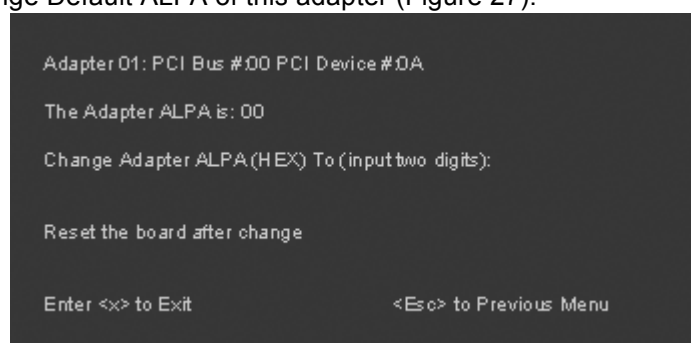 ge Default ALPA of this adapter (Figure 27).
Adapter 01: PCI Bus #:00 PCI Device #:0A
The Adapter ALPA is: 00
Change Adapter ALPA (HEX) To (input two digits):
Reset the board after change
Enter <x> to Exit <Esc> to Previous Menu